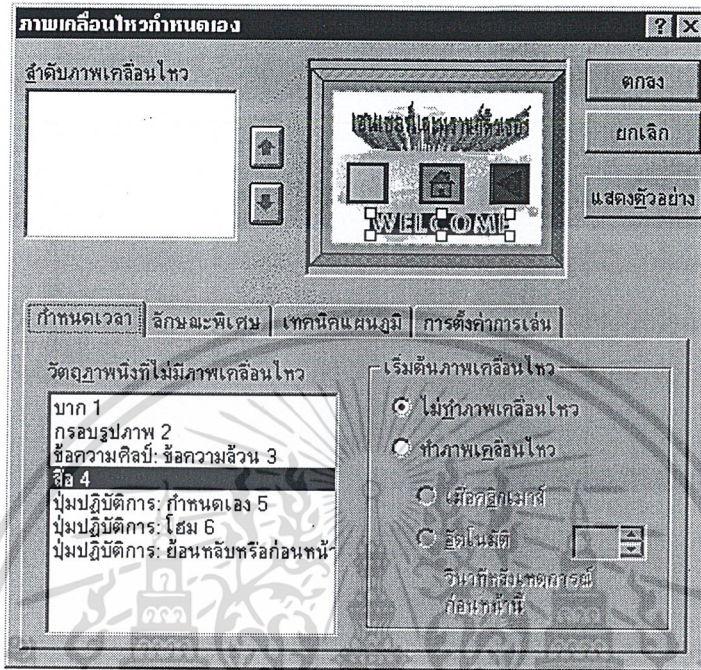 ภาพเคลื่อนไหวกำหนดเอง
ลำดับภาพเคลื่อนไหว
ตกลง
ยกเลิก
แสดงตัวอย่าง
WELCOME
กำหนดเวลา
ลักษณะพิเศษ
เทคนิคแผนภูมิ
การตั้งค่าการเล่น
วัตถุภาพนิ่งที่ไม่มีภาพเคลื่อนไหว
บาก 1
กรอบรูปภาพ 2
ข้อความศิลป์: ข้อความล้วน 3
สื่อ 4
ปุ่มปฏิบัติการ: กำหนดเอง 5
ปุ่มปฏิบัติการ: โฮม 6
ปุ่มปฏิบัติการ: ย้อนหลับหรือก่อนหน้า
เริ่มต้นภาพเคลื่อนไหว
ไม่ทำภาพเคลื่อนไหว
ทำภาพเคลื่อนไหว
เมื่อคลิกเมาส์
อัตโนมัติ
วินาทีหลังเหตุการณ์
ก่อนหน้านี้